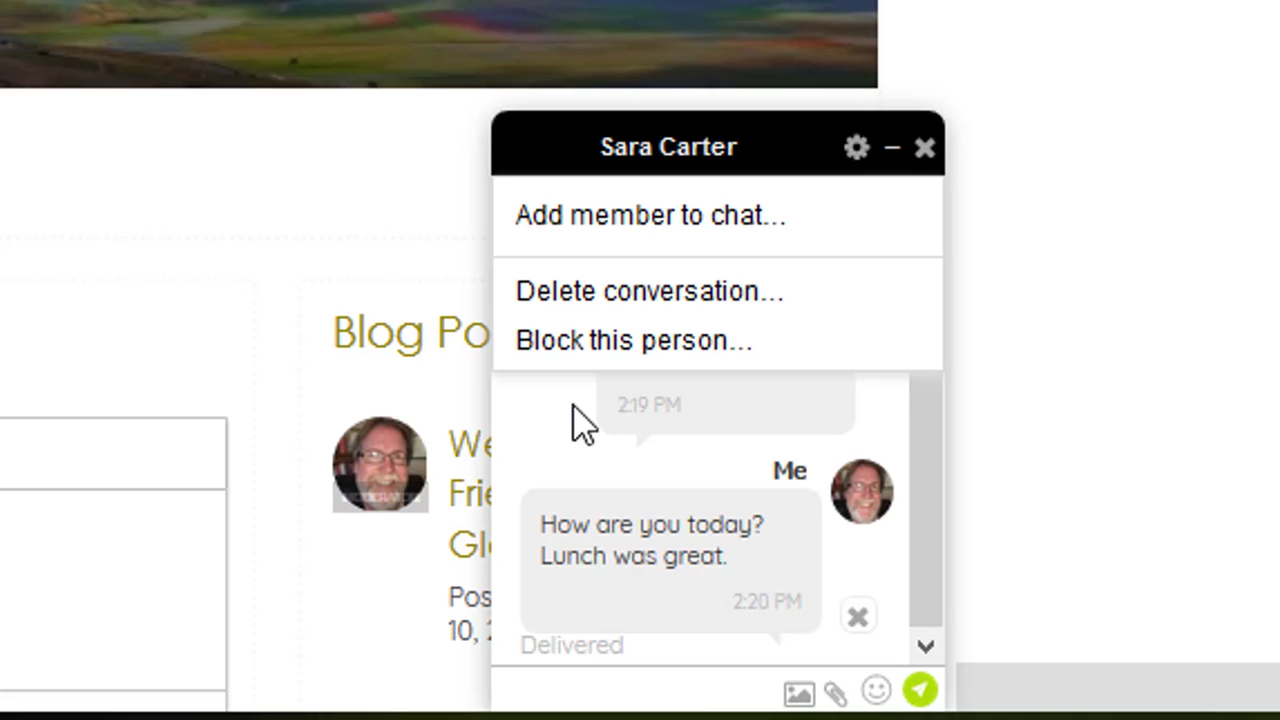 Sara Carter
Add member to chat...
Delete conversation...
Block this person...
2:19 PM
Me
How are you today?
Lunch was great.
2:20 PM
Delivered
Blog Po
We
Frie
Gl
Pos
10,
MODERATOR